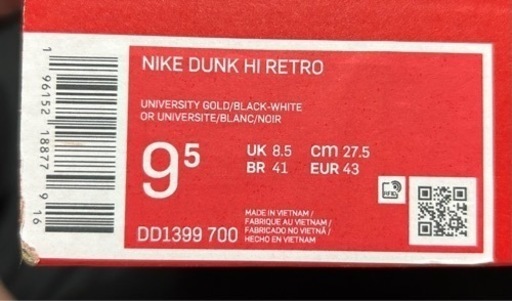 NIKE DUNK HI RETRO
UNIVERSITY GOLD/BLACK-WHITE
OR UNIVERSITE/BLANC/NOIR
9⁵
UK 8.5 cm 27.5
BR 41 EUR 43
RFID
DD1399 700
MADE IN VIETNAM /
FABRIQUE AU VIETNAM /
FABRICADO NO VIETNÃ /
HECHO EN VIETNAM
1 96152 18877 9 16